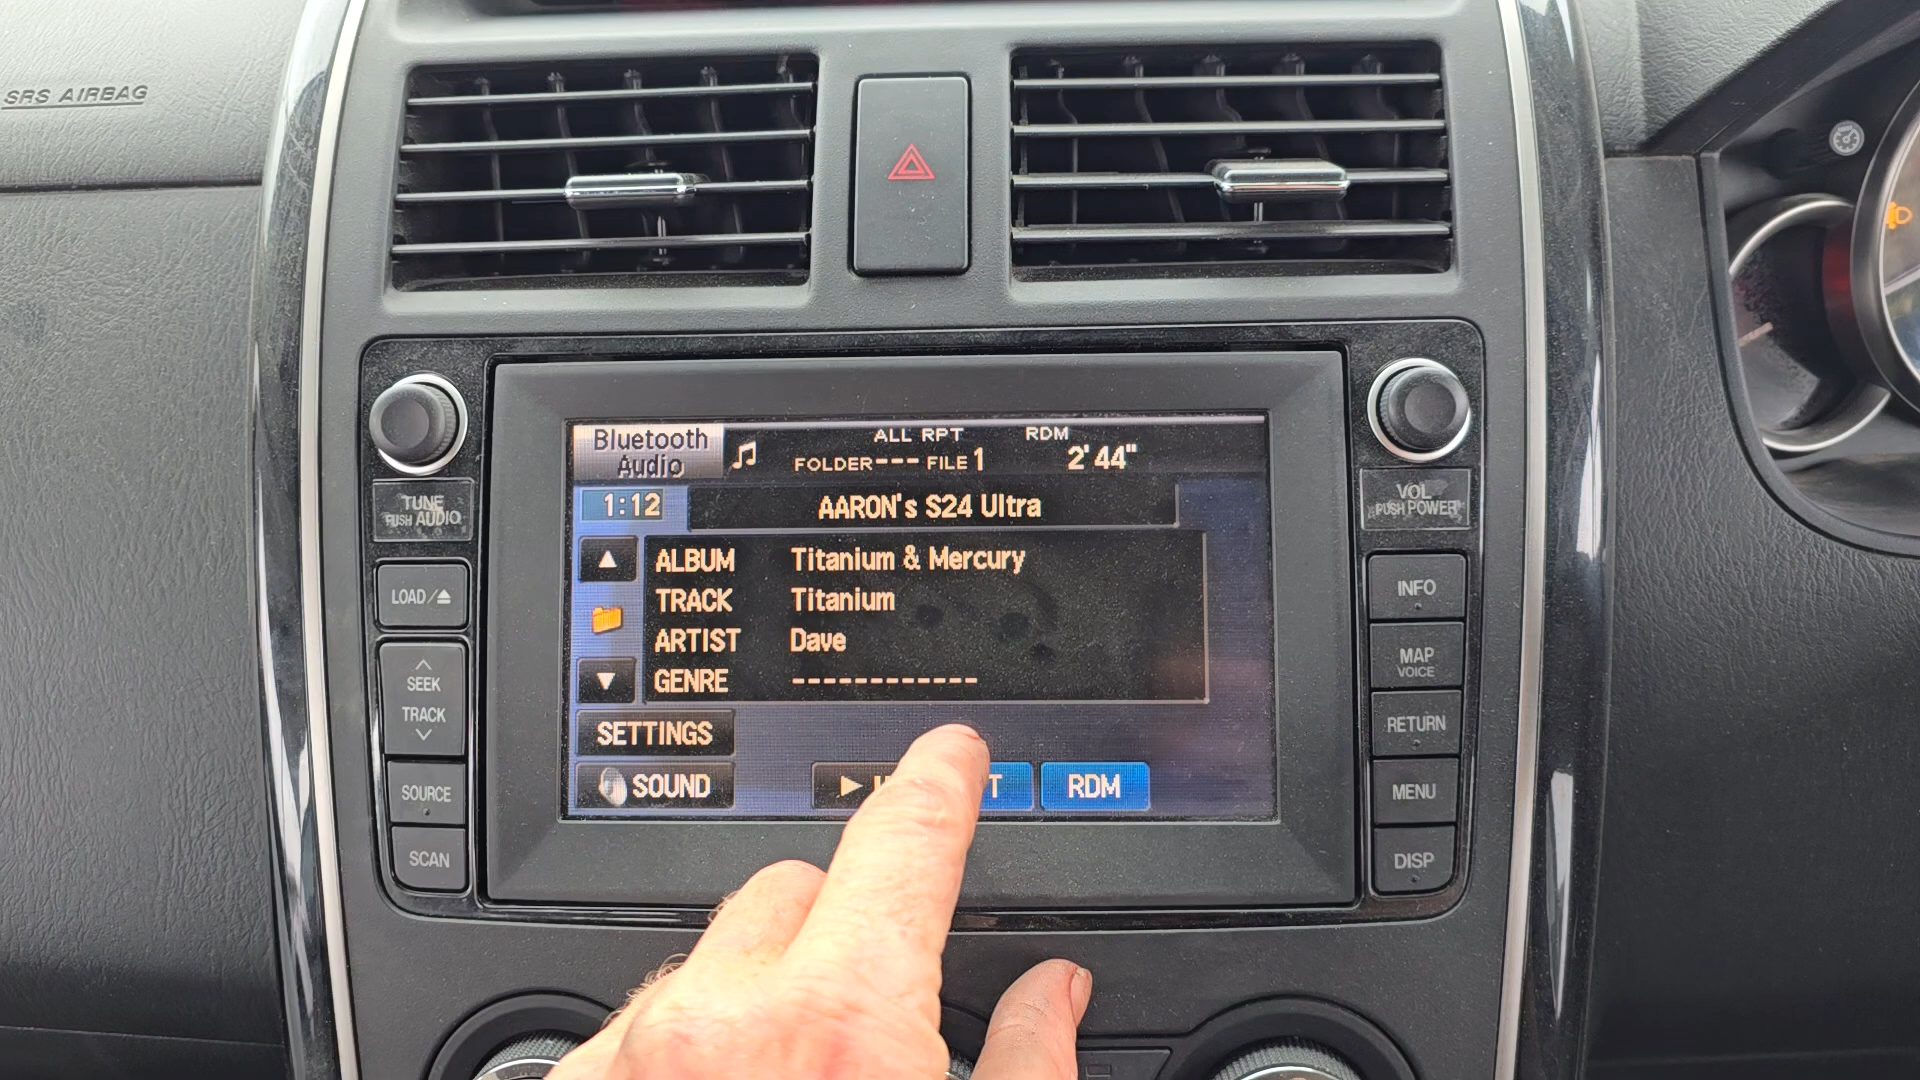 SRS AIRBAG
Bluetooth
Audio
ALL RPT RDM
FOLDER--- FILE 1 2'44"
1:12
AARON's S24 Ultra
ALBUM Titanium & Mercury
TRACK Titanium
ARTIST Dave
GENRE ------------
SETTINGS
SOUND
RDM
TUNE
PUSH AUDIO
LOAD/
SEEK
TRACK
SOURCE
SCAN
VOL
PUSH POWER
INFO
MAP
VOICE
RETURN
MENU
DISP